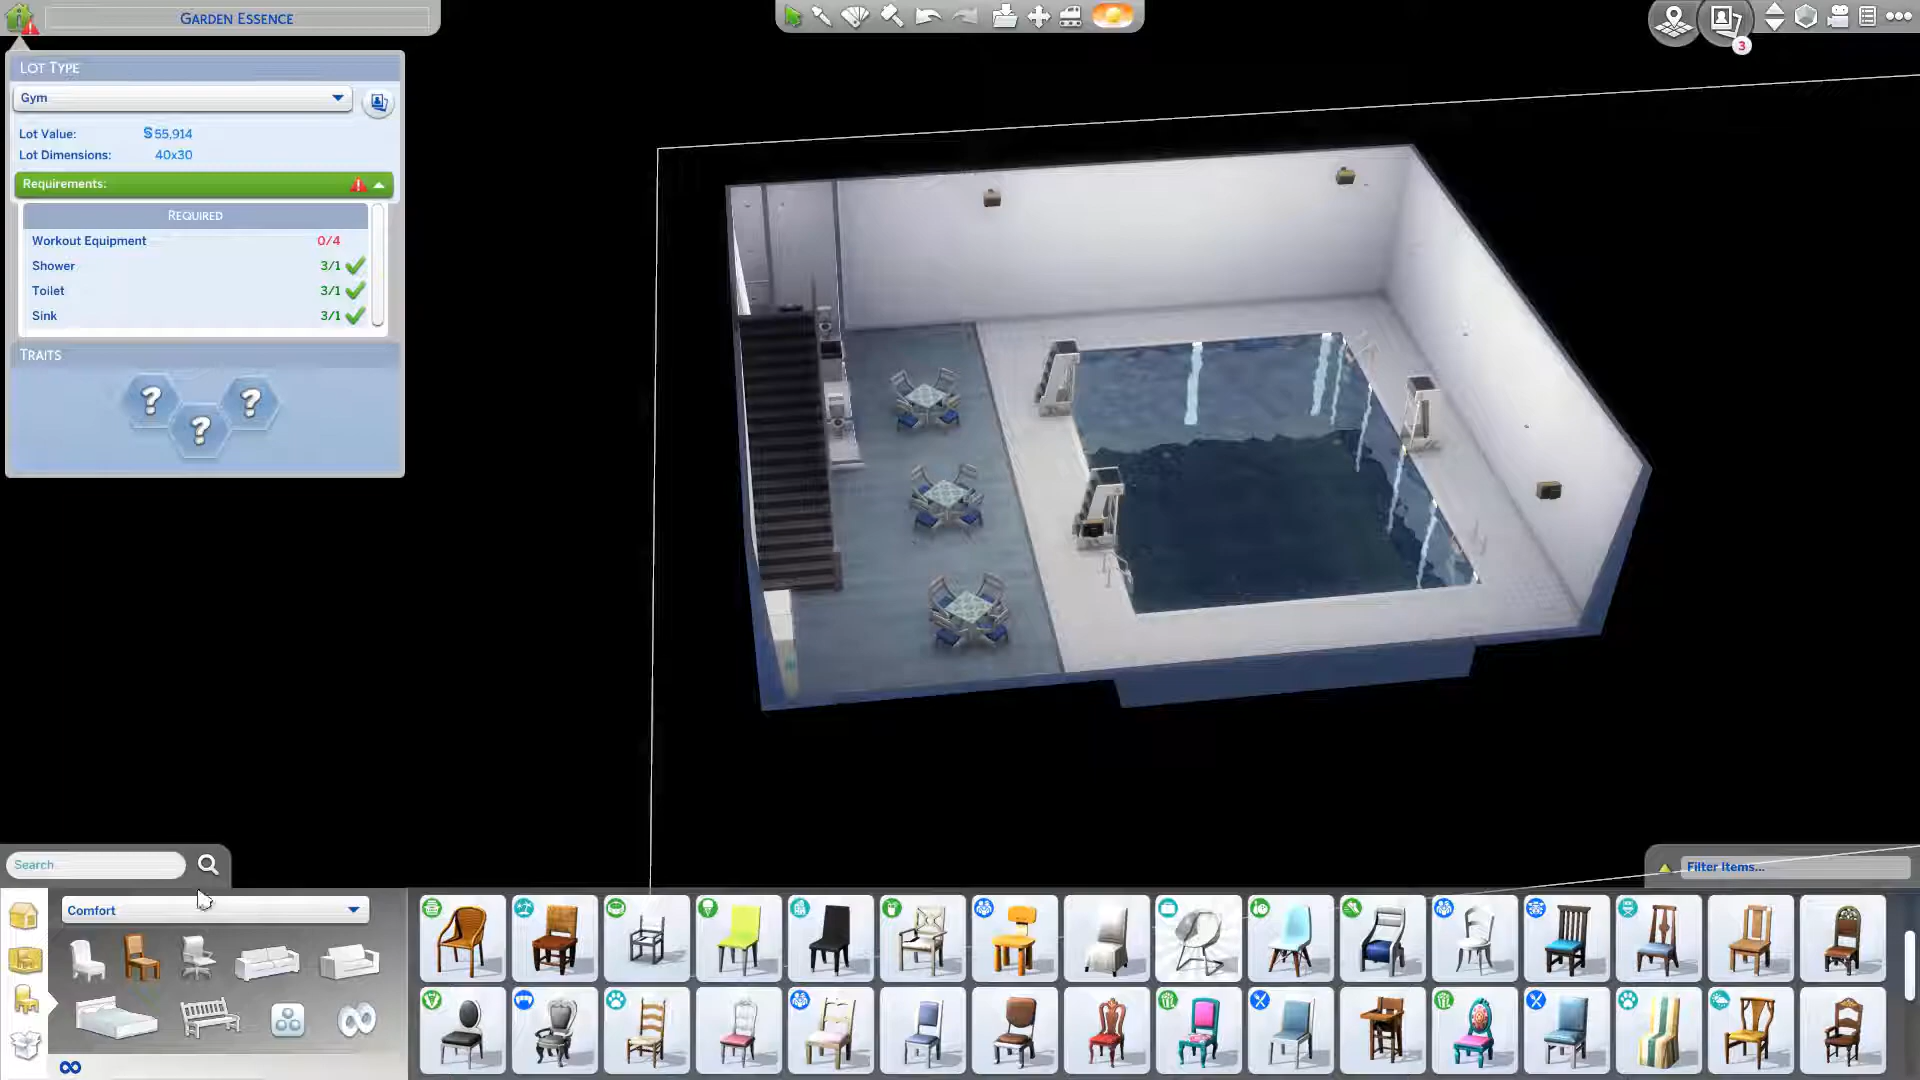 GARDEN ESSENCE
3
LOT TYPE
Gym
Lot Value: §55,914
Lot Dimensions: 40x30
Requirements:
REQUIRED
Workout Equipment 0/4
Shower 3/1
Toilet 3/1
Sink 3/1
TRAITS
? ? ?
Search...
Filter Items...
Comfort